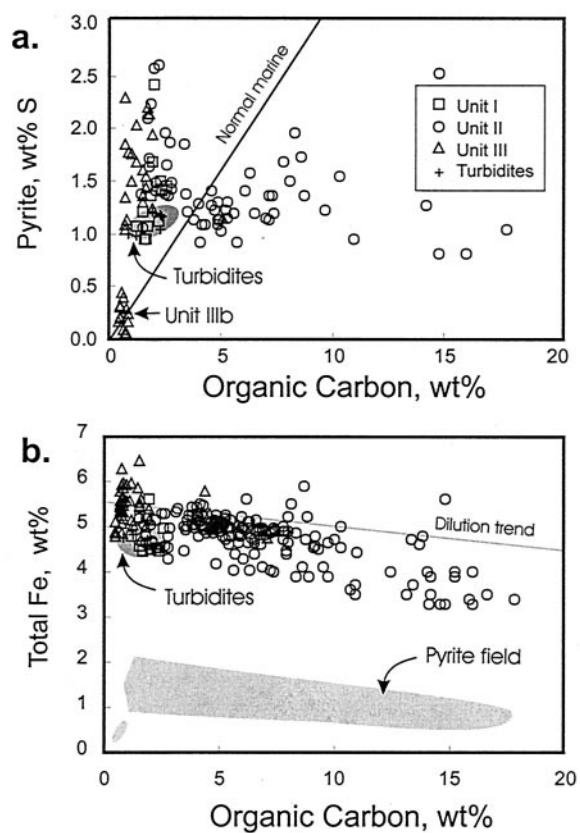 a.
3.0
2.5
2.0
1.5
1.0
0.5
0.0
Pyrite, wt% S
Normal marine
Unit I
Unit II
Unit III
Turbidites
Turbidites
Unit IIIb
0 5 10 15 20
Organic Carbon, wt%
b.
7
6
5
4
3
2
1
0
Total Fe, wt%
Dilution trend
Turbidites
Pyrite field
0 5 10 15 20
Organic Carbon, wt%